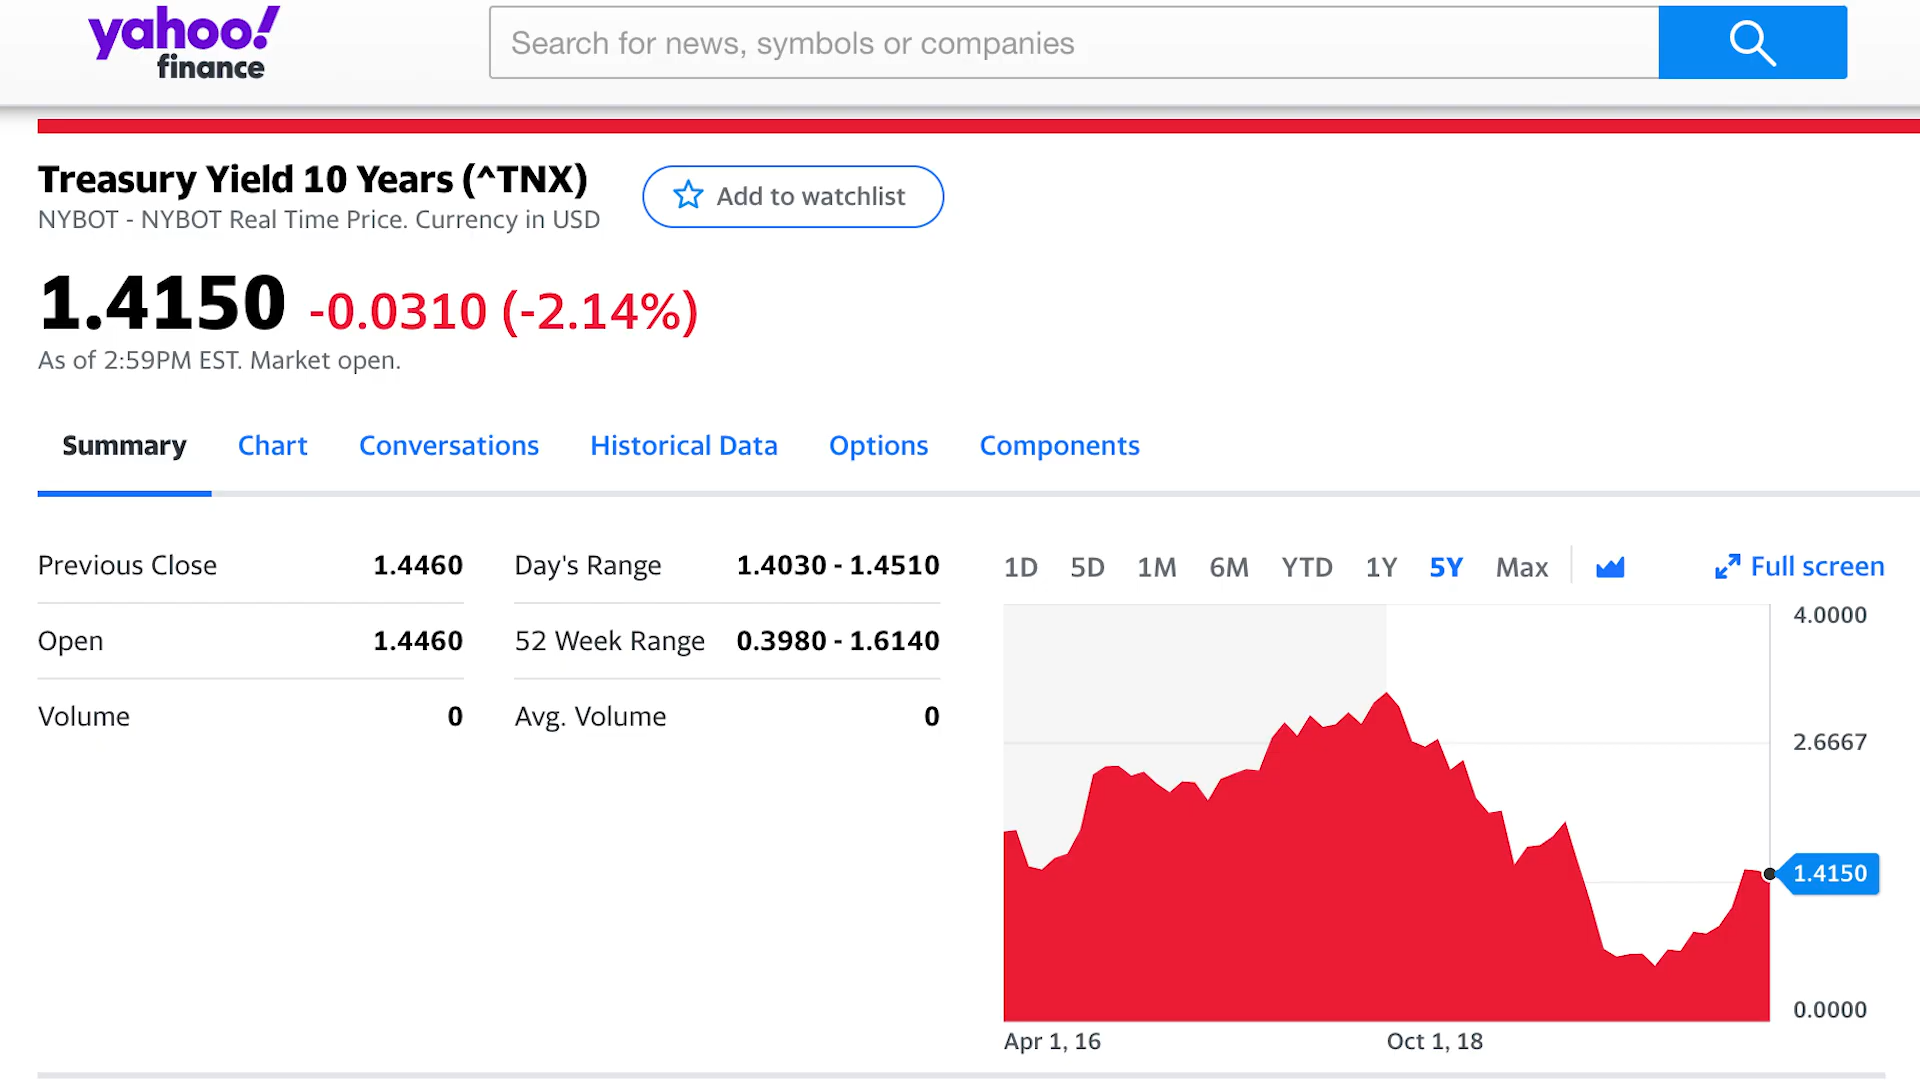 yahoo!
finance
Search for news, symbols or companies
Treasury Yield 10 Years (^TNX)
NYBOT - NYBOT Real Time Price. Currency in USD
Add to watchlist
1.4150 -0.0310 (-2.14%)
As of 2:59PM EST. Market open.
Summary Chart Conversations Historical Data Options Components
Previous Close 1.4460
Open 1.4460
Volume 0
Day's Range 1.4030 - 1.4510
52 Week Range 0.3980 - 1.6140
Avg. Volume 0
1D 5D 1M 6M YTD 1Y 5Y Max Full screen
4.0000
2.6667
1.4150
0.0000
Apr 1, 16 Oct 1, 18